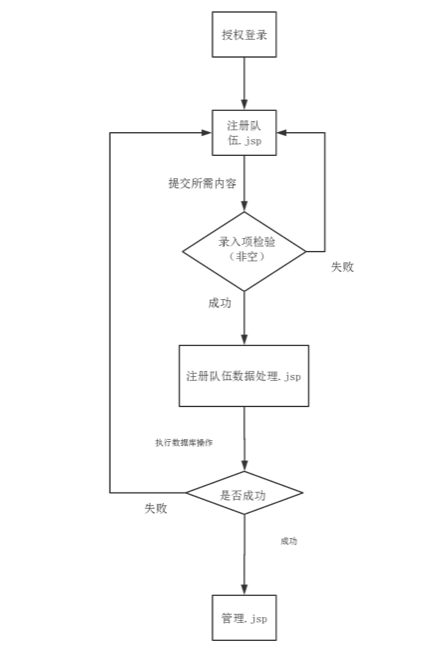 授权登录
注册队
伍.jsp
提交所需内容
录入项检验
（非空）
失败
成功
注册队伍数据处理.jsp
执行数据库操作
是否成功
失败
成功
管理.jsp